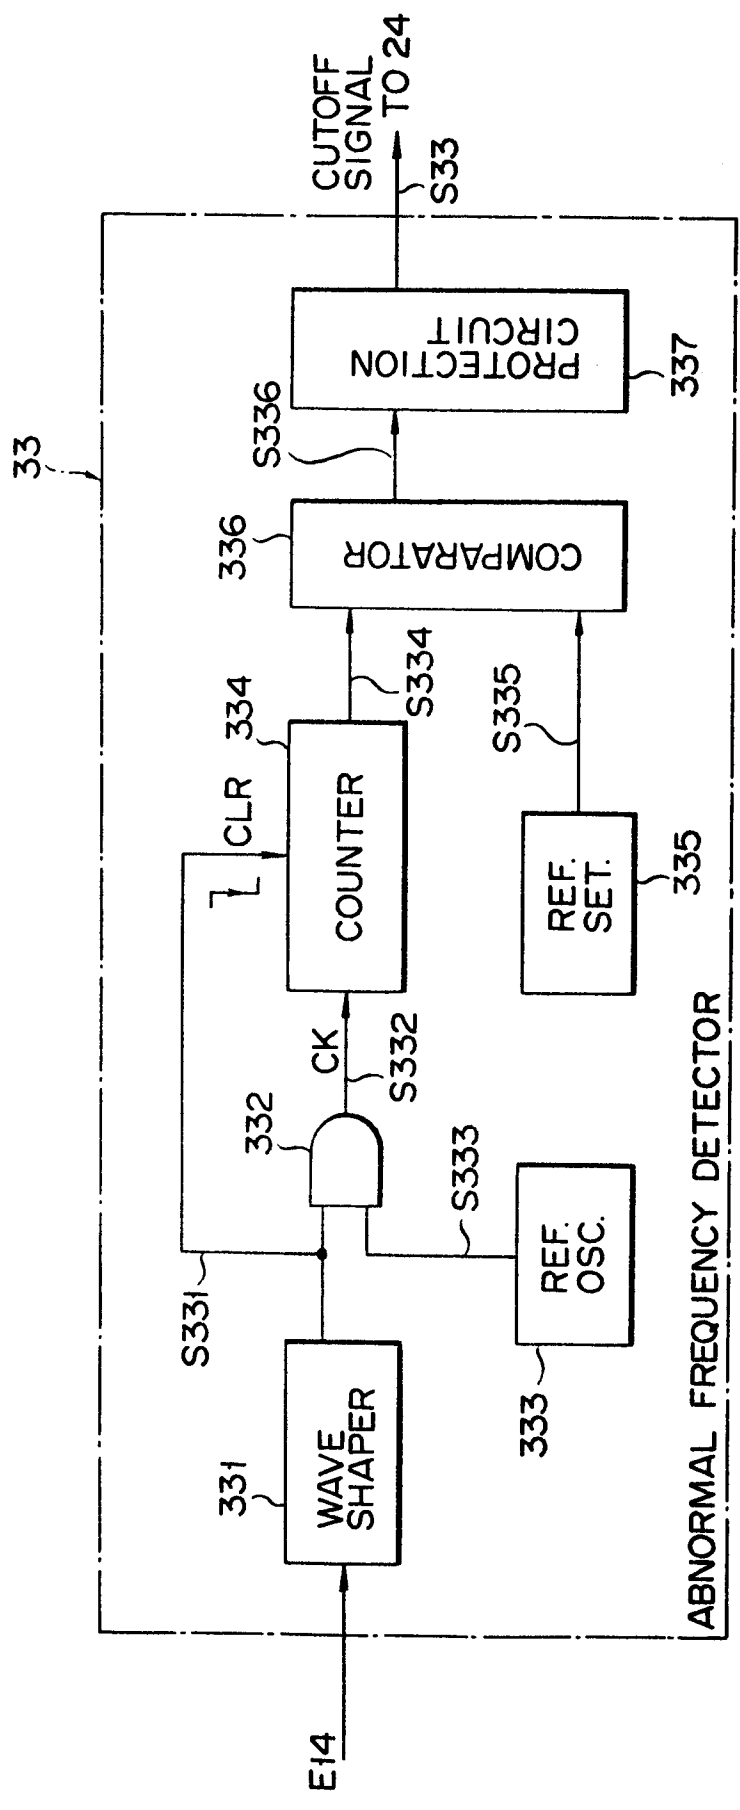 33
CUTOFF
SIGNAL
TO 24
S33
S336
PROTECTION
CIRCUIT
337
336
COMPARATOR
S334
S335
334
CLR
COUNTER
CK
S332
REF.
SET.
335
332
S331
S333
REF.
OSC.
333
331
WAVE
SHAPER
E14
ABNORMAL FREQUENCY DETECTOR